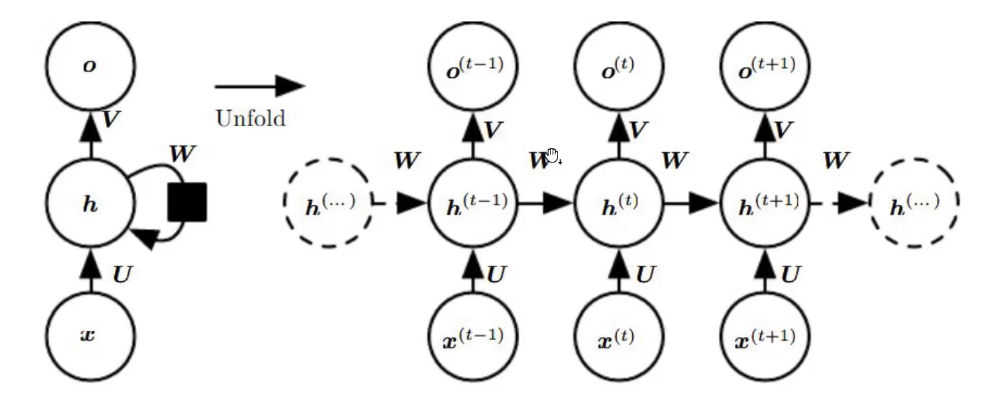 o
V
W
h
U
x
Unfold
o^(t−1) o^(t) o^(t+1)
V V V
W W W W
h^(...) h^(t−1) h^(t) h^(t+1) h^(...)
U U U
x^(t−1) x^(t) x^(t+1)